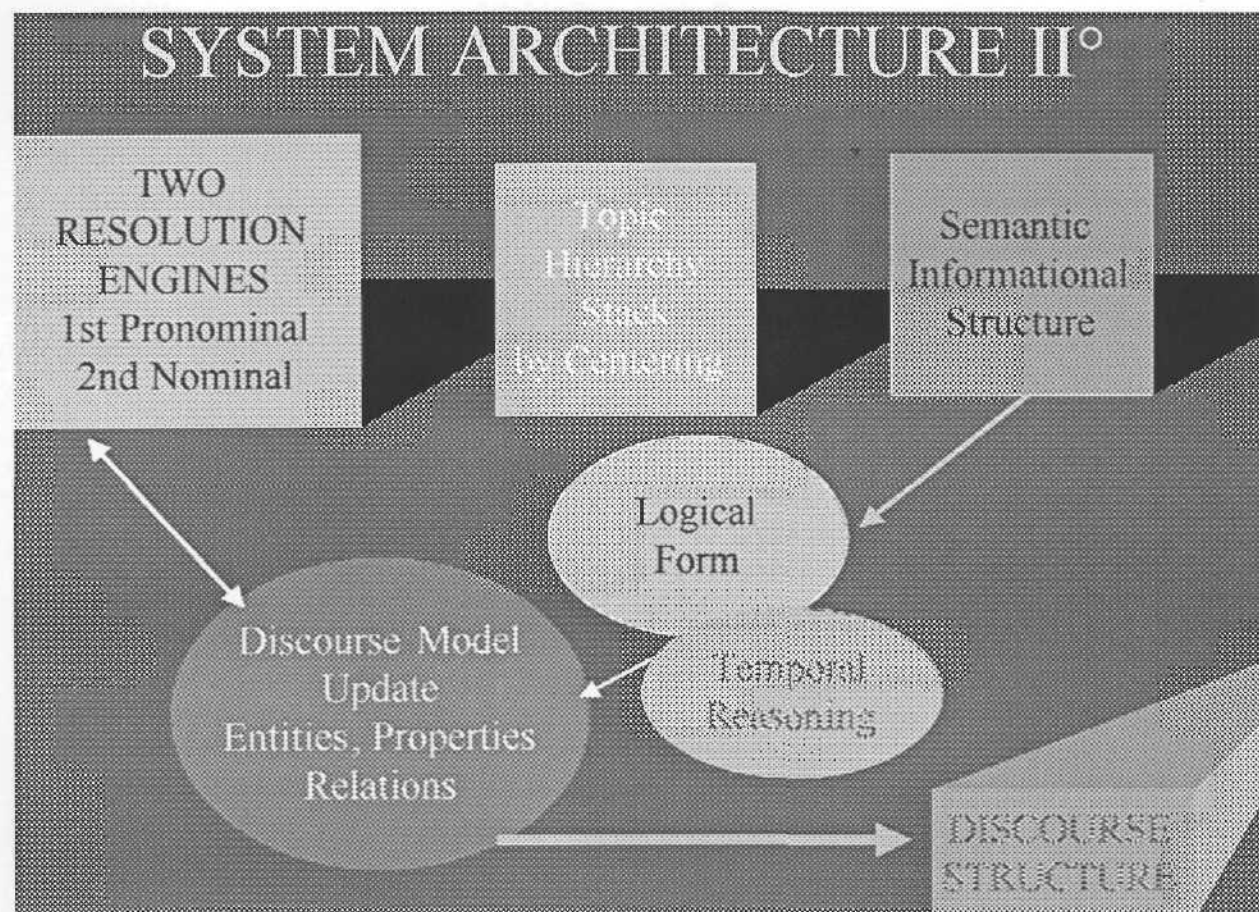 SYSTEM ARCHITECTURE II°
TWO
RESOLUTION
ENGINES
1st Pronominal
2nd Nominal
Topic
Hierarchy
Stack
by Centering
Semantic
Informational
Structure
Logical
Form
Temporal
Reasoning
Discourse Model
Update
Entities, Properties
Relations
DISCOURSE
STRUCTURE